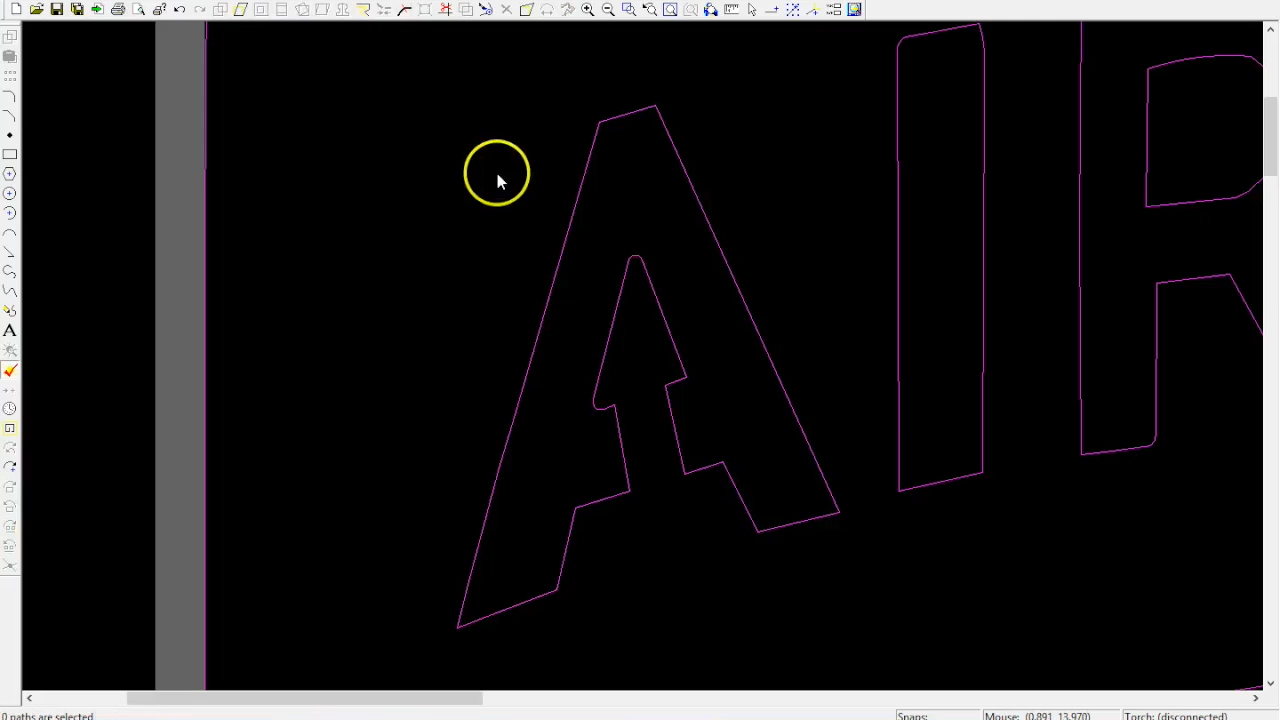 AIR
0 paths are selected
Snaps:
Mouse: (0.891, 13.970)
Torch: (disconnected)